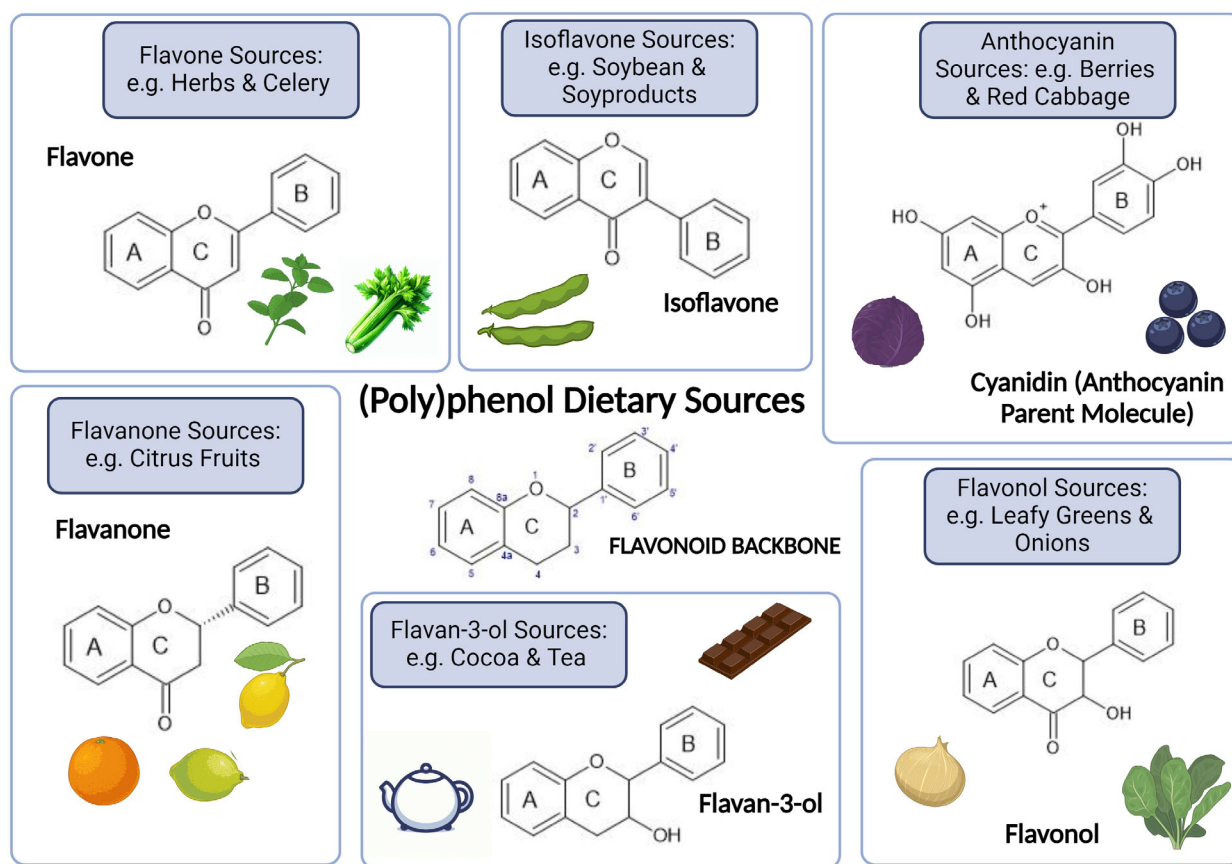 Flavone Sources:
e.g. Herbs & Celery
Flavone
A
C
B
O
O
Isoflavone Sources:
e.g. Soybean &
Soyproducts
O
A
C
B
O
Isoflavone
Anthocyanin
Sources: e.g. Berries
& Red Cabbage
OH
OH
B
HO
O+
A
C
OH
OH
Cyanidin (Anthocyanin
Parent Molecule)
(Poly)phenol Dietary Sources
Flavanone Sources:
e.g. Citrus Fruits
Flavanone
B
O
A
C
O
3'
2'
4'
B
1
8
O
5'
7
8a
1'
6'
A
C
2
6
4a
3
5
4
FLAVONOID BACKBONE
Flavan-3-ol Sources:
e.g. Cocoa & Tea
B
O
A
C
OH
Flavan-3-ol
Flavonol Sources:
e.g. Leafy Greens &
Onions
B
O
A
C
OH
O
Flavonol